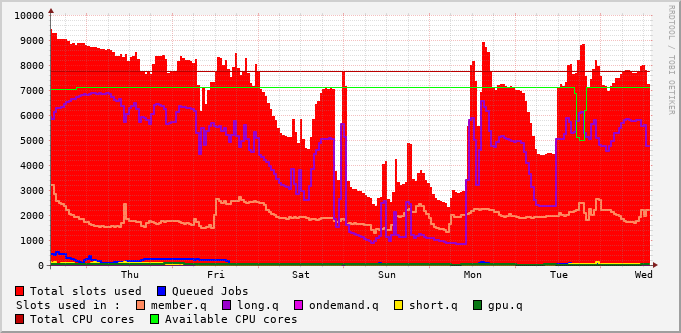 10000
9000
8000
7000
6000
5000
4000
3000
2000
1000
0
Thu Fri Sat Sun Mon Tue Wed
RRDTOOL / TOBI OETIKER
Total slots used Queued Jobs
Slots used in : member.q long.q ondemand.q short.q gpu.q
Total CPU cores Available CPU cores